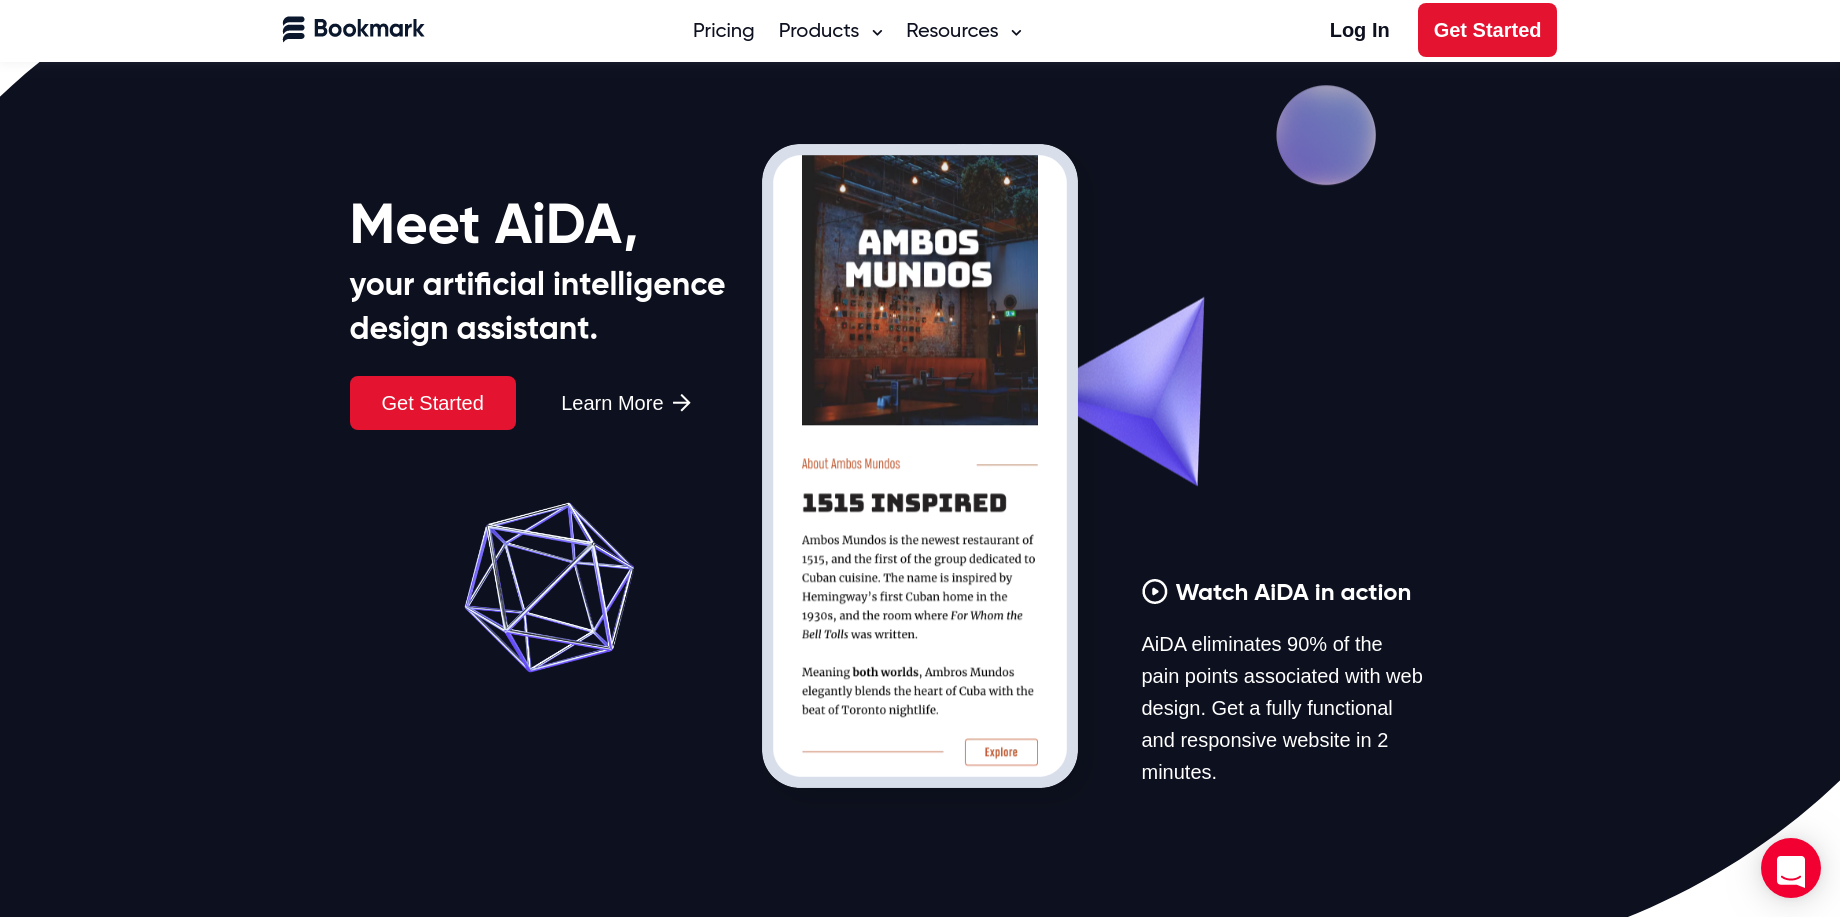 Bookmark
Pricing
Products
Resources
Log In
Get Started
Meet AiDA,
your artificial intelligence
design assistant.
Get Started
Learn More
AMBOS
MUNDOS
About Ambos Mundos
1515 INSPIRED
Ambos Mundos is the newest restaurant of
1515, and the first of the group dedicated to
Cuban cuisine. The name is inspired by
Hemingway's first Cuban home in the
1930s, and the room where For Whom the
Bell Tolls was written.
Meaning both worlds, Ambros Mundos
elegantly blends the heart of Cuba with the
beat of Toronto nightlife.
Explore
Watch AiDA in action
AiDA eliminates 90% of the
pain points associated with web
design. Get a fully functional
and responsive website in 2
minutes.